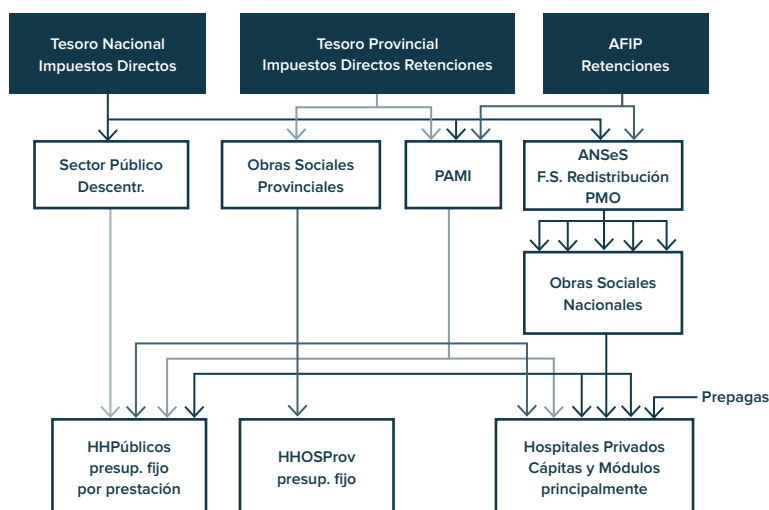 Tesoro Nacional
Impuestos Directos
Tesoro Provincial
Impuestos Directos Retenciones
AFIP
Retenciones
Sector Público
Descentr.
Obras Sociales
Provinciales
PAMI
ANSeS
F.S. Redistribución
PMO
Obras Sociales
Nacionales
Prepagas
HHPúblicos
presup. fijo
por prestación
HHOSProv
presup. fijo
Hospitales Privados
Cápitas y Módulos
principalmente